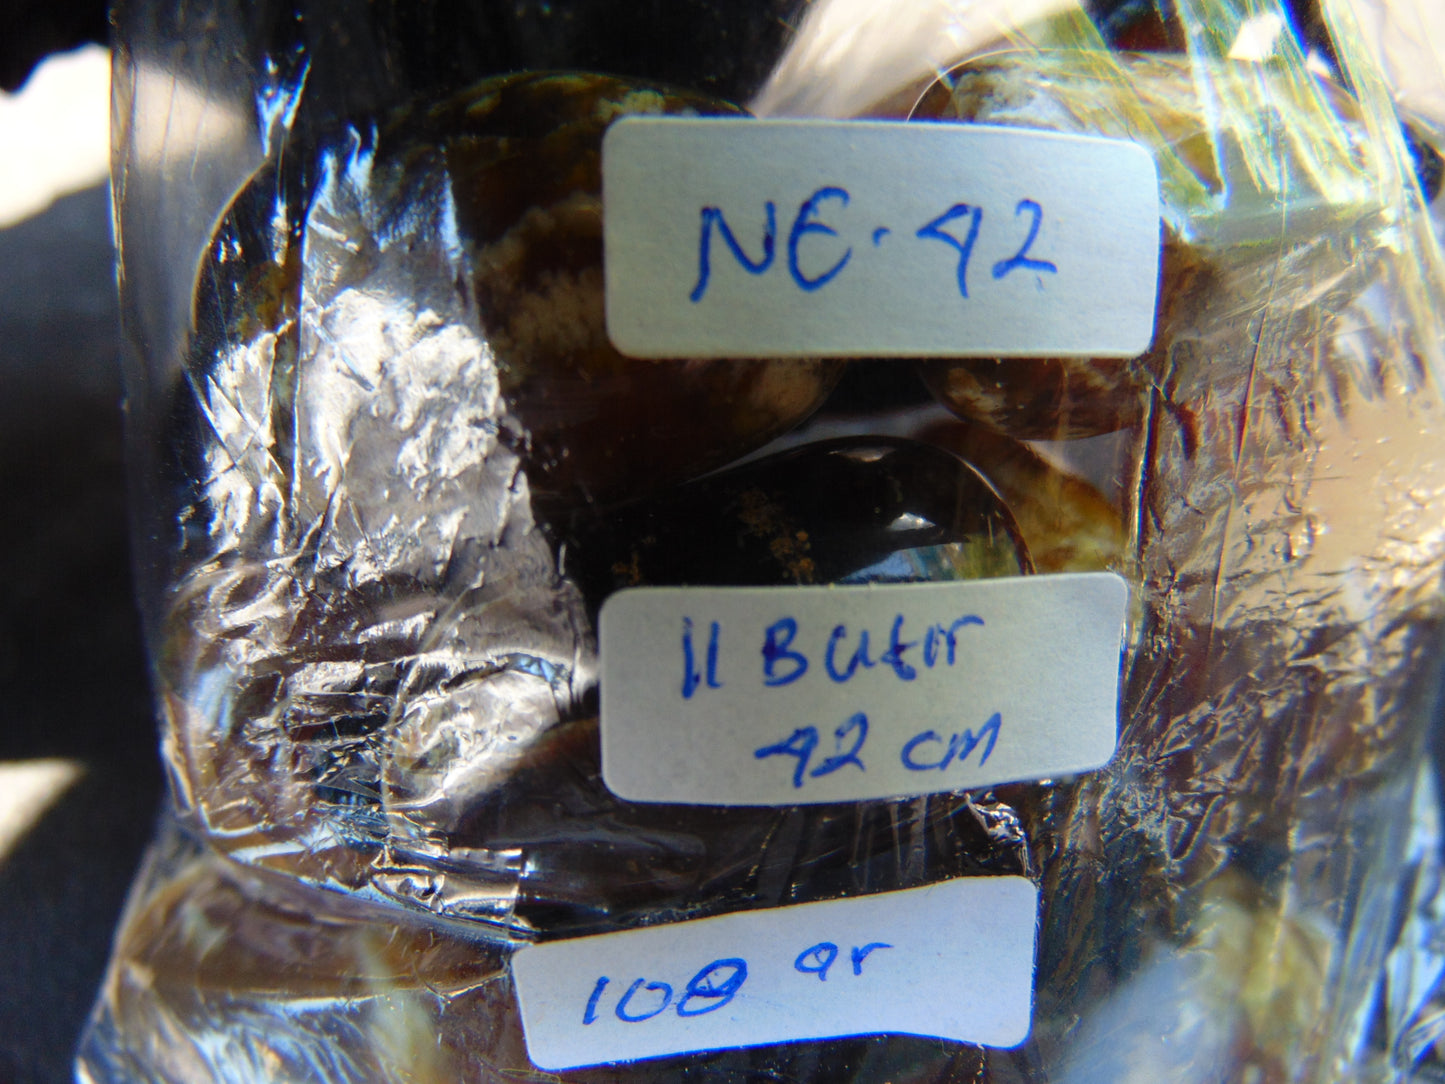 NE. 42
11 Butir
42 cm
108 gr